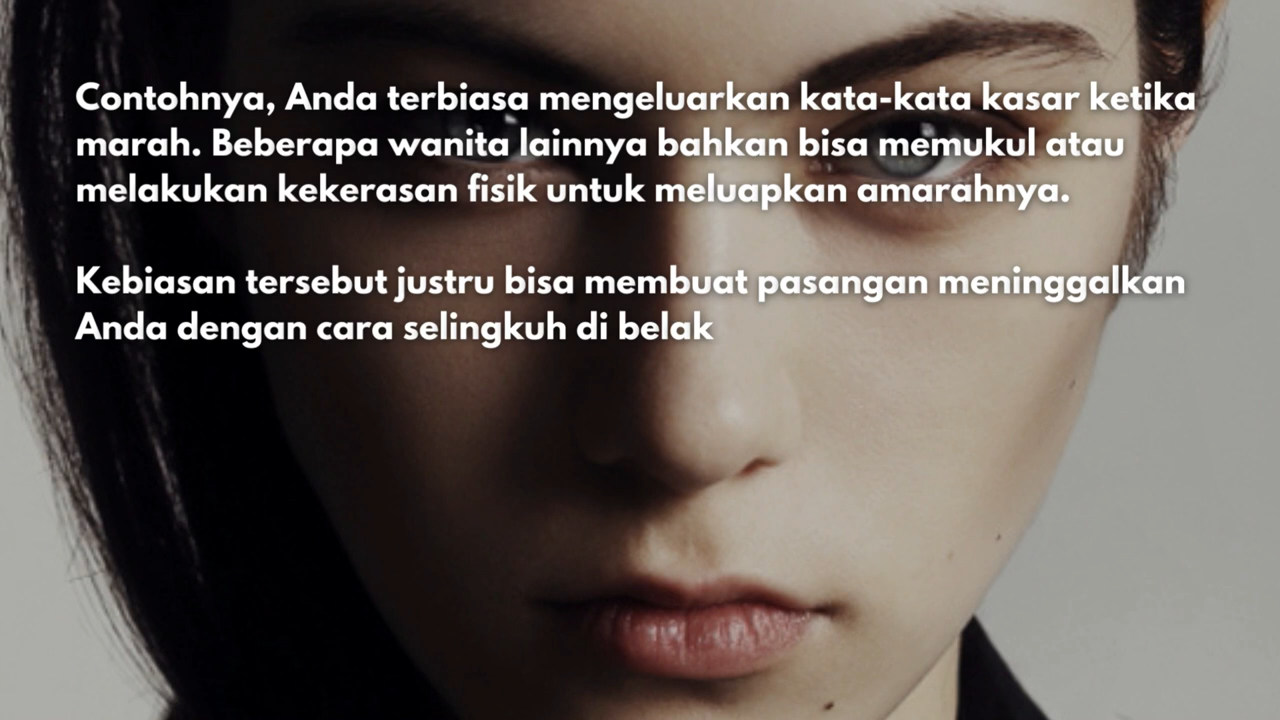 Contohnya, Anda terbiasa mengeluarkan kata-kata kasar ketika
marah. Beberapa wanita lainnya bahkan bisa memukul atau
melakukan kekerasan fisik untuk meluapkan amarahnya.
Kebiasan tersebut justru bisa membuat pasangan meninggalkan
Anda dengan cara selingkuh di belak